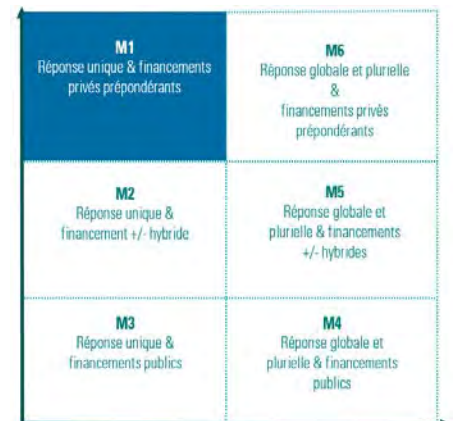 M1
Réponse unique & financements
privés prépondérants
M6
Réponse globale et plurielle
&
financements privés
prépondérants
M2
Réponse unique &
financement +/- hybride
M5
Réponse globale et
plurielle & financements
+/- hybrides
M3
Réponse unique &
financements publics
M4
Réponse globale et
plurielle & financements
publics